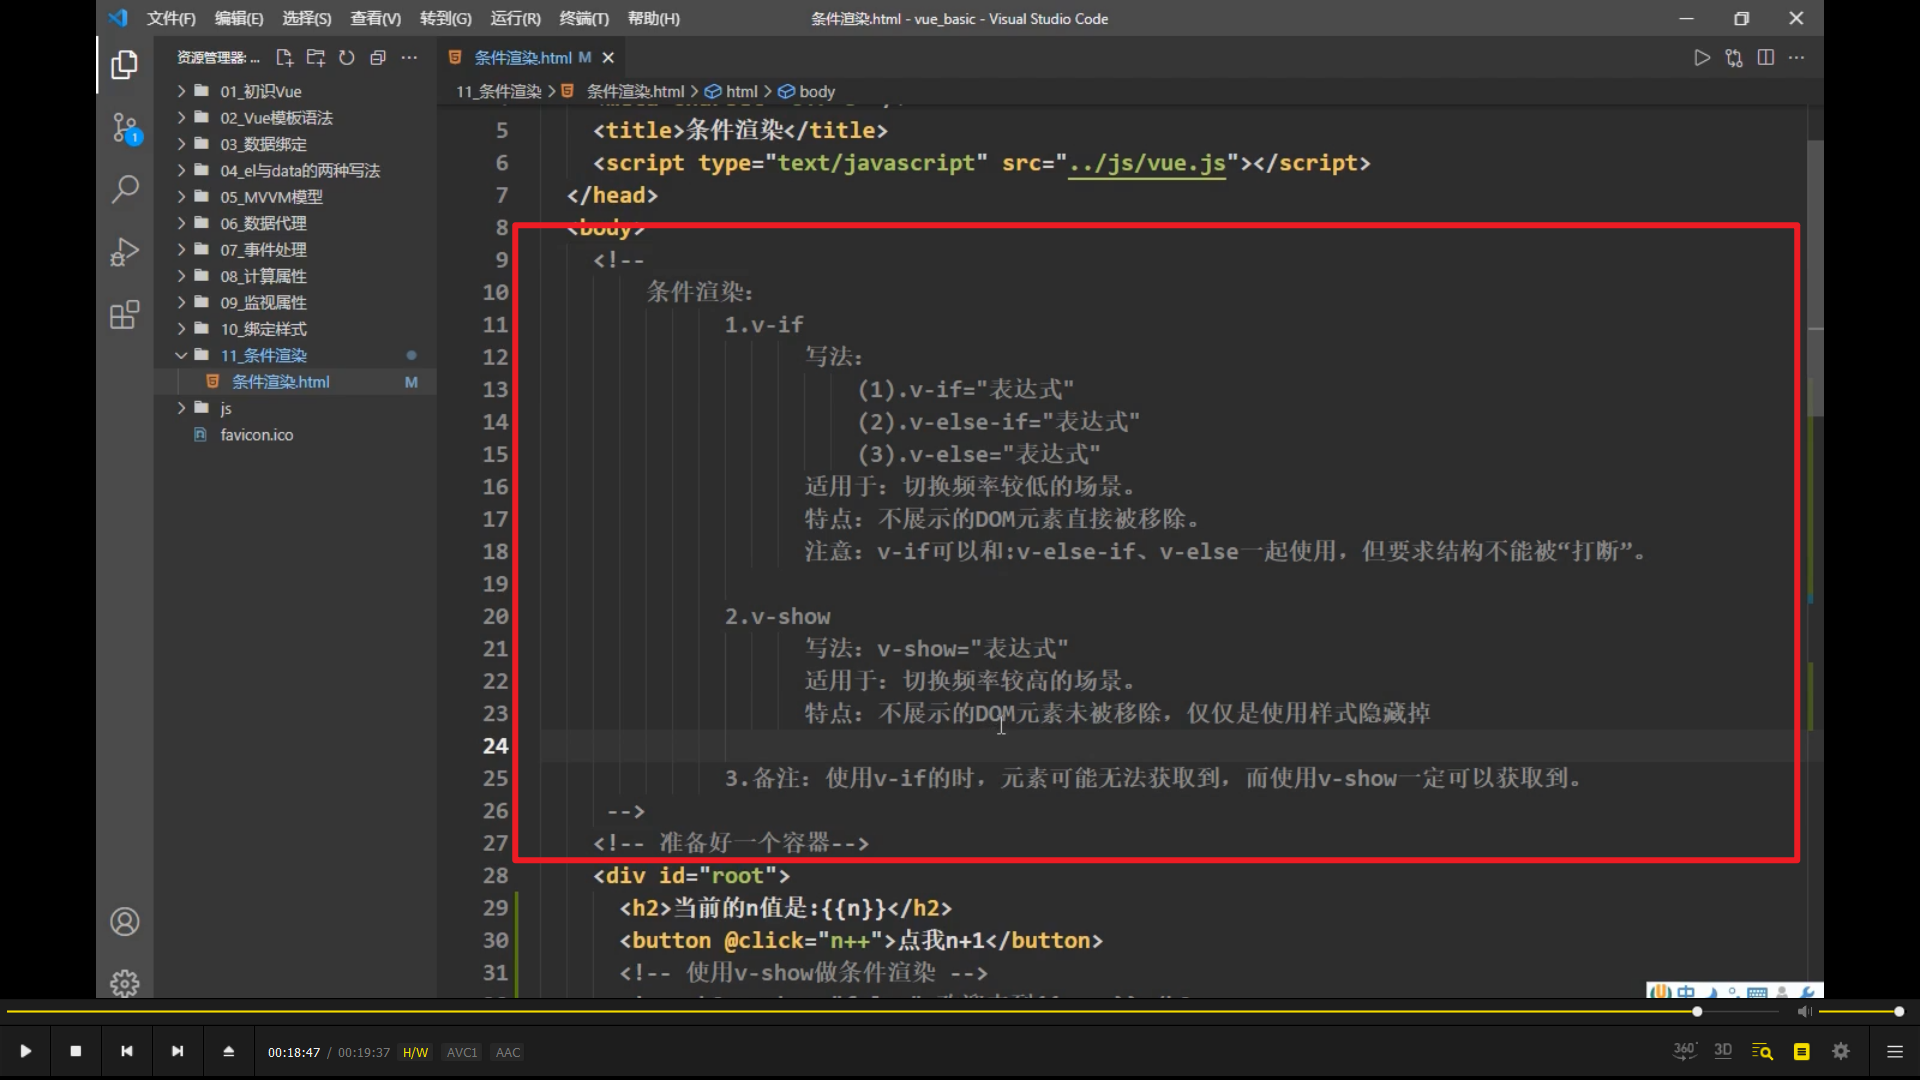 文件(F) 编辑(E) 选择(S) 查看(V) 转到(G) 运行(R) 终端(T) 帮助(H) 条件渲染.html - vue_basic - Visual Studio Code
资源管理器: ...
条件渲染.html M
11_条件渲染 > 条件渲染.html > html > body
01_初识Vue
02_Vue模板语法
03_数据绑定
04_el与data的两种写法
05_MVVM模型
06_数据代理
07_事件处理
08_计算属性
09_监视属性
10_绑定样式
11_条件渲染
条件渲染.html M
js
favicon.ico
1
5 <title>条件渲染</title>
6 <script type="text/javascript" src="../js/vue.js"></script>
7 </head>
8 <body>
9 <!--
10 条件渲染:
11 1.v-if
12 写法:
13 (1).v-if="表达式"
14 (2).v-else-if="表达式"
15 (3).v-else="表达式"
16 适用于：切换频率较低的场景。
17 特点：不展示的DOM元素直接被移除。
18 注意：v-if可以和:v-else-if、v-else一起使用，但要求结构不能被“打断”。
19
20 2.v-show
21 写法：v-show="表达式"
22 适用于：切换频率较高的场景。
23 特点：不展示的DOM元素未被移除，仅仅是使用样式隐藏掉
24
25 3.备注：使用v-if的时，元素可能无法获取到，而使用v-show一定可以获取到。
26 -->
27 <!-- 准备好一个容器-->
28 <div id="root">
29 <h2>当前的n值是:{{n}}</h2>
30 <button @click="n++">点我n+1</button>
31 <!-- 使用v-show做条件渲染 -->
中
00:18:47 / 00:19:37 H/W AVC1 AAC
360° 3D